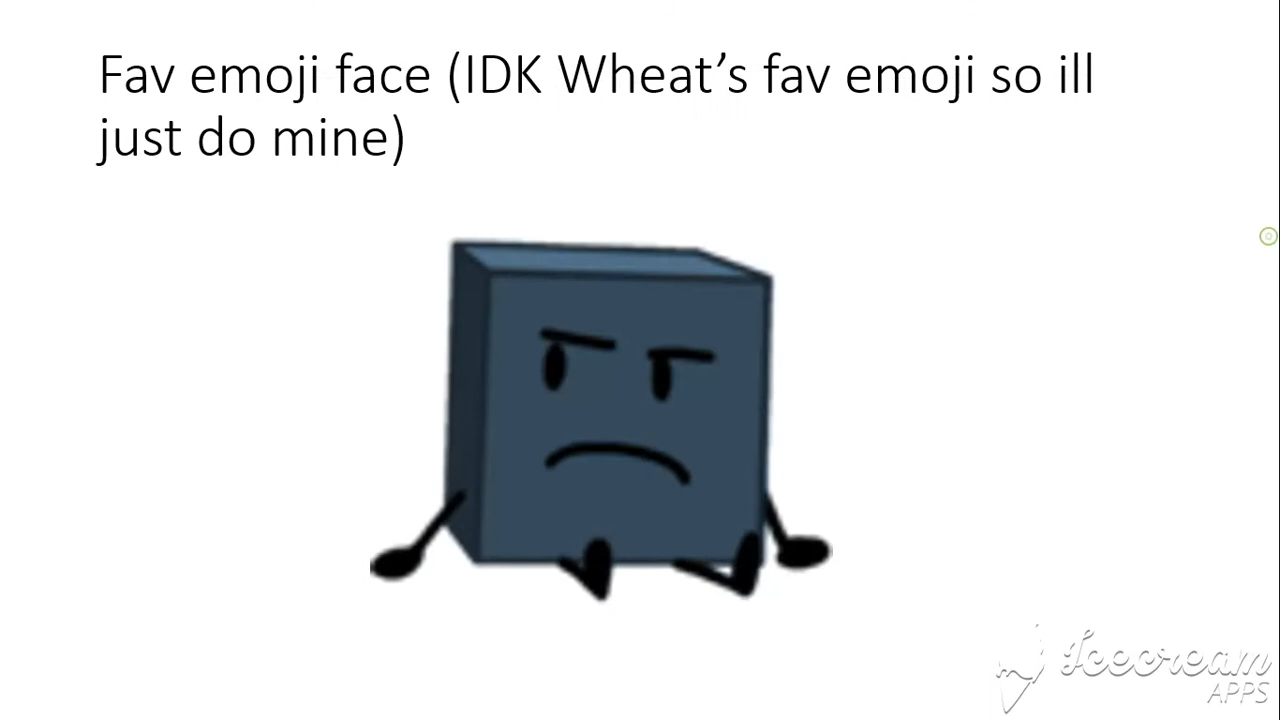 Fav emoji face (IDK Wheat’s fav emoji so ill
just do mine)
Icecream
APPS